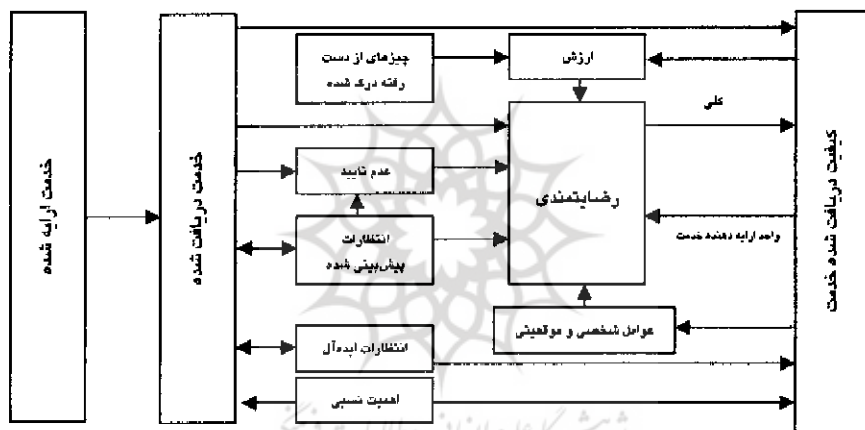 خدمت ارایه شده
خدمت دریافت شده
چیزهای از دست
رفته درک شده
ارزش
کلی
عدم تایید
رضایتمندی
انتظارات
پیش‌بینی شده
واحد ارایه دهنده خدمت
عوامل شخصی و موقعیتی
انتظارات ایده‌آل
اهمیت نسبی
کیفیت دریافت شده خدمت